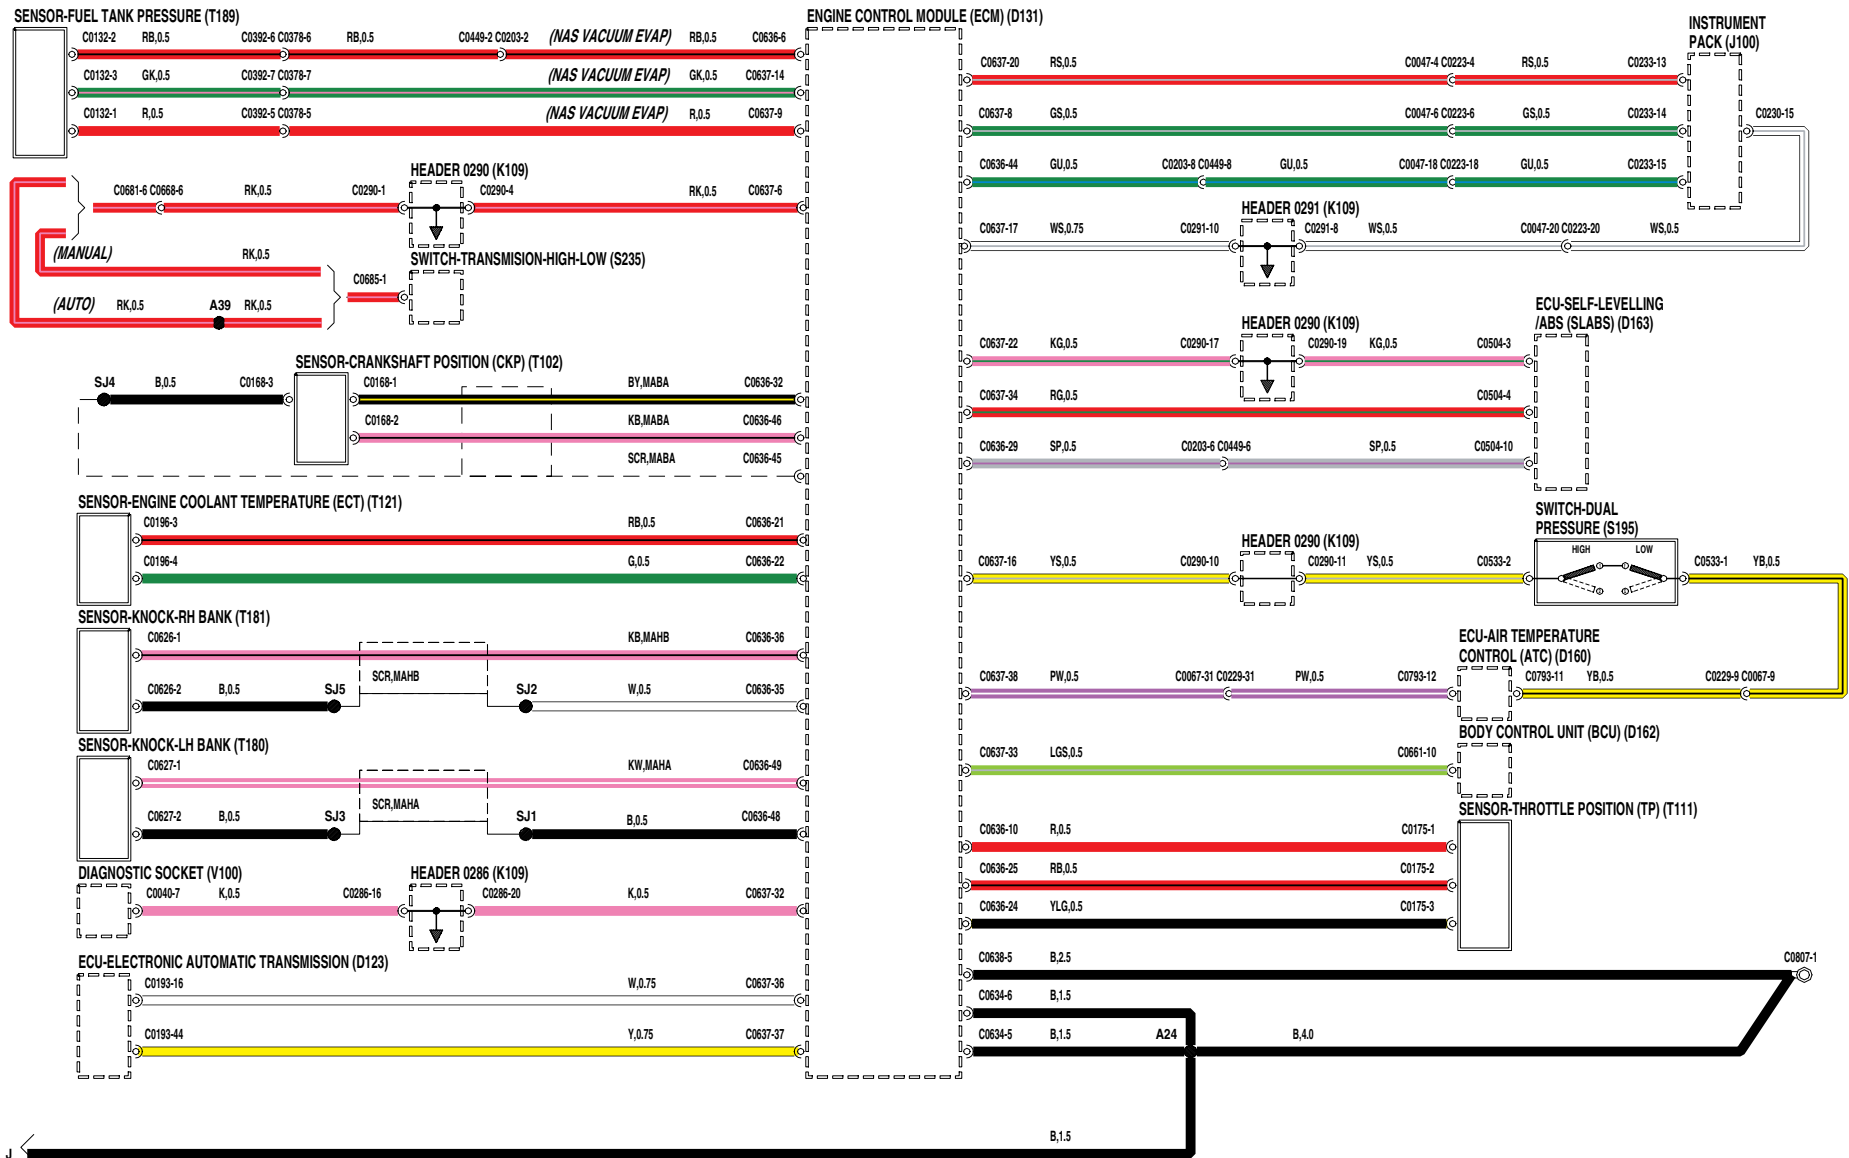 SENSOR-FUEL TANK PRESSURE (T189)
C0132-2 RB,0.5 C0392-6 C0378-6 RB,0.5 C0449-2 C0203-2 (NAS VACUUM EVAP) RB,0.5 C0636-6
C0132-3 GK,0.5 C0392-7 C0378-7 (NAS VACUUM EVAP) GK,0.5 C0637-14
C0132-1 R,0.5 C0392-5 C0378-5 (NAS VACUUM EVAP) R,0.5 C0637-9
HEADER 0290 (K109)
C0681-6 C0668-6 RK,0.5 C0290-1 C0290-4 RK,0.5 C0637-6
(MANUAL) RK,0.5
SWITCH-TRANSMISION-HIGH-LOW (S235)
C0685-1
(AUTO) RK,0.5 A39 RK,0.5
SENSOR-CRANKSHAFT POSITION (CKP) (T102)
SJ4 B,0.5 C0168-3 C0168-1 BY,MABA C0636-32
C0168-2 KB,MABA C0636-46
SCR,MABA C0636-45
SENSOR-ENGINE COOLANT TEMPERATURE (ECT) (T121)
C0196-3 RB,0.5 C0636-21
C0196-4 G,0.5 C0636-22
SENSOR-KNOCK-RH BANK (T181)
C0626-1 KB,MAHB C0636-36
SCR,MAHB
C0626-2 B,0.5 SJ5 SJ2 W,0.5 C0636-35
SENSOR-KNOCK-LH BANK (T180)
C0627-1 KW,MAHA C0636-49
SCR,MAHA
C0627-2 B,0.5 SJ3 SJ1 B,0.5 C0636-48
DIAGNOSTIC SOCKET (V100) HEADER 0286 (K109)
C0040-7 K,0.5 C0286-16 C0286-20 K,0.5 C0637-32
ECU-ELECTRONIC AUTOMATIC TRANSMISSION (D123)
C0193-16 W,0.75 C0637-36
C0193-44 Y,0.75 C0637-37
ENGINE CONTROL MODULE (ECM) (D131)
INSTRUMENT
PACK (J100)
C0637-20 RS,0.5 C0047-4 C0223-4 RS,0.5 C0233-13
C0637-8 GS,0.5 C0047-6 C0223-6 GS,0.5 C0233-14 C0230-15
C0636-44 GU,0.5 C0203-8 C0449-8 GU,0.5 C0047-18 C0223-18 GU,0.5 C0233-15
HEADER 0291 (K109)
C0637-17 WS,0.75 C0291-10 C0291-8 WS,0.5 C0047-20 C0223-20 WS,0.5
ECU-SELF-LEVELLING
/ABS (SLABS) (D163)
HEADER 0290 (K109)
C0637-22 KG,0.5 C0290-17 C0290-19 KG,0.5 C0504-3
C0637-34 RG,0.5 C0504-4
C0636-29 SP,0.5 C0203-6 C0449-6 SP,0.5 C0504-10
SWITCH-DUAL
PRESSURE (S195)
HIGH LOW
HEADER 0290 (K109)
C0637-16 YS,0.5 C0290-10 C0290-11 YS,0.5 C0533-2 C0533-1 YB,0.5
ECU-AIR TEMPERATURE
CONTROL (ATC) (D160)
C0637-38 PW,0.5 C0067-31 C0229-31 PW,0.5 C0793-12 C0793-11 YB,0.5 C0229-9 C0067-9
BODY CONTROL UNIT (BCU) (D162)
C0637-33 LGS,0.5 C0661-10
SENSOR-THROTTLE POSITION (TP) (T111)
C0636-10 R,0.5 C0175-1
C0636-25 RB,0.5 C0175-2
C0636-24 YLG,0.5 C0175-3
C0638-5 B,2.5 C0807-1
C0634-6 B,1.5
C0634-5 B,1.5 A24 B,4.0
B,1.5
J